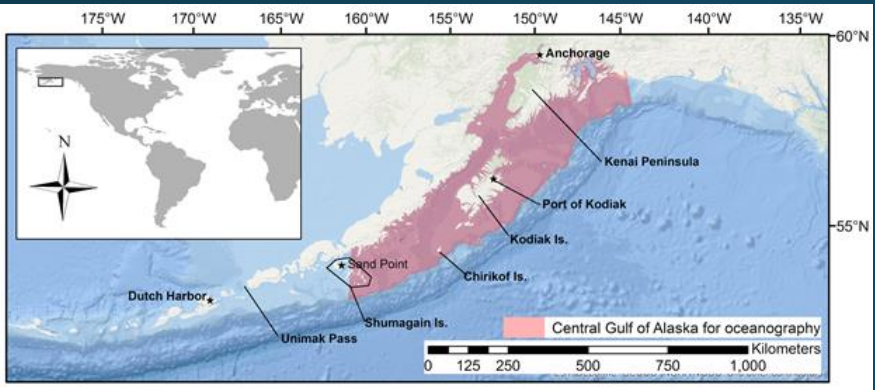 175°W 170°W 165°W 160°W 155°W 150°W 145°W 140°W 135°W
60°N
Anchorage
N
Kenai Peninsula
Port of Kodiak
55°N
Kodiak Is.
Sand Point
Chirikof Is.
Dutch Harbor
Shumagain Is.
Unimak Pass
Central Gulf of Alaska for oceanography
Kilometers
0 125 250 500 750 1,000